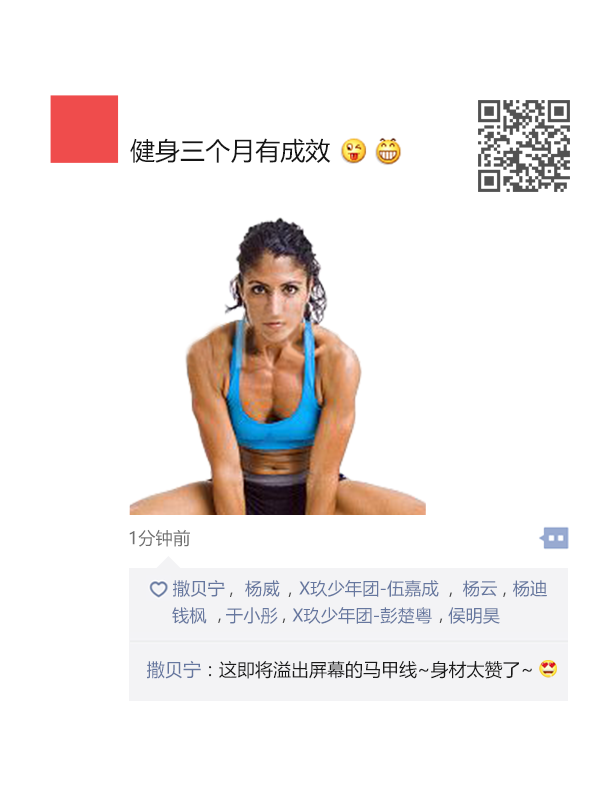 健身三个月有成效 😜 😁
1分钟前
撒贝宁， 杨威 ，X玖少年团-伍嘉成 ，杨云 , 杨迪
钱枫 , 于小彤 , X玖少年团-彭楚粤 , 侯明昊
撒贝宁：这即将溢出屏幕的马甲线~身材太赞了~ 😍